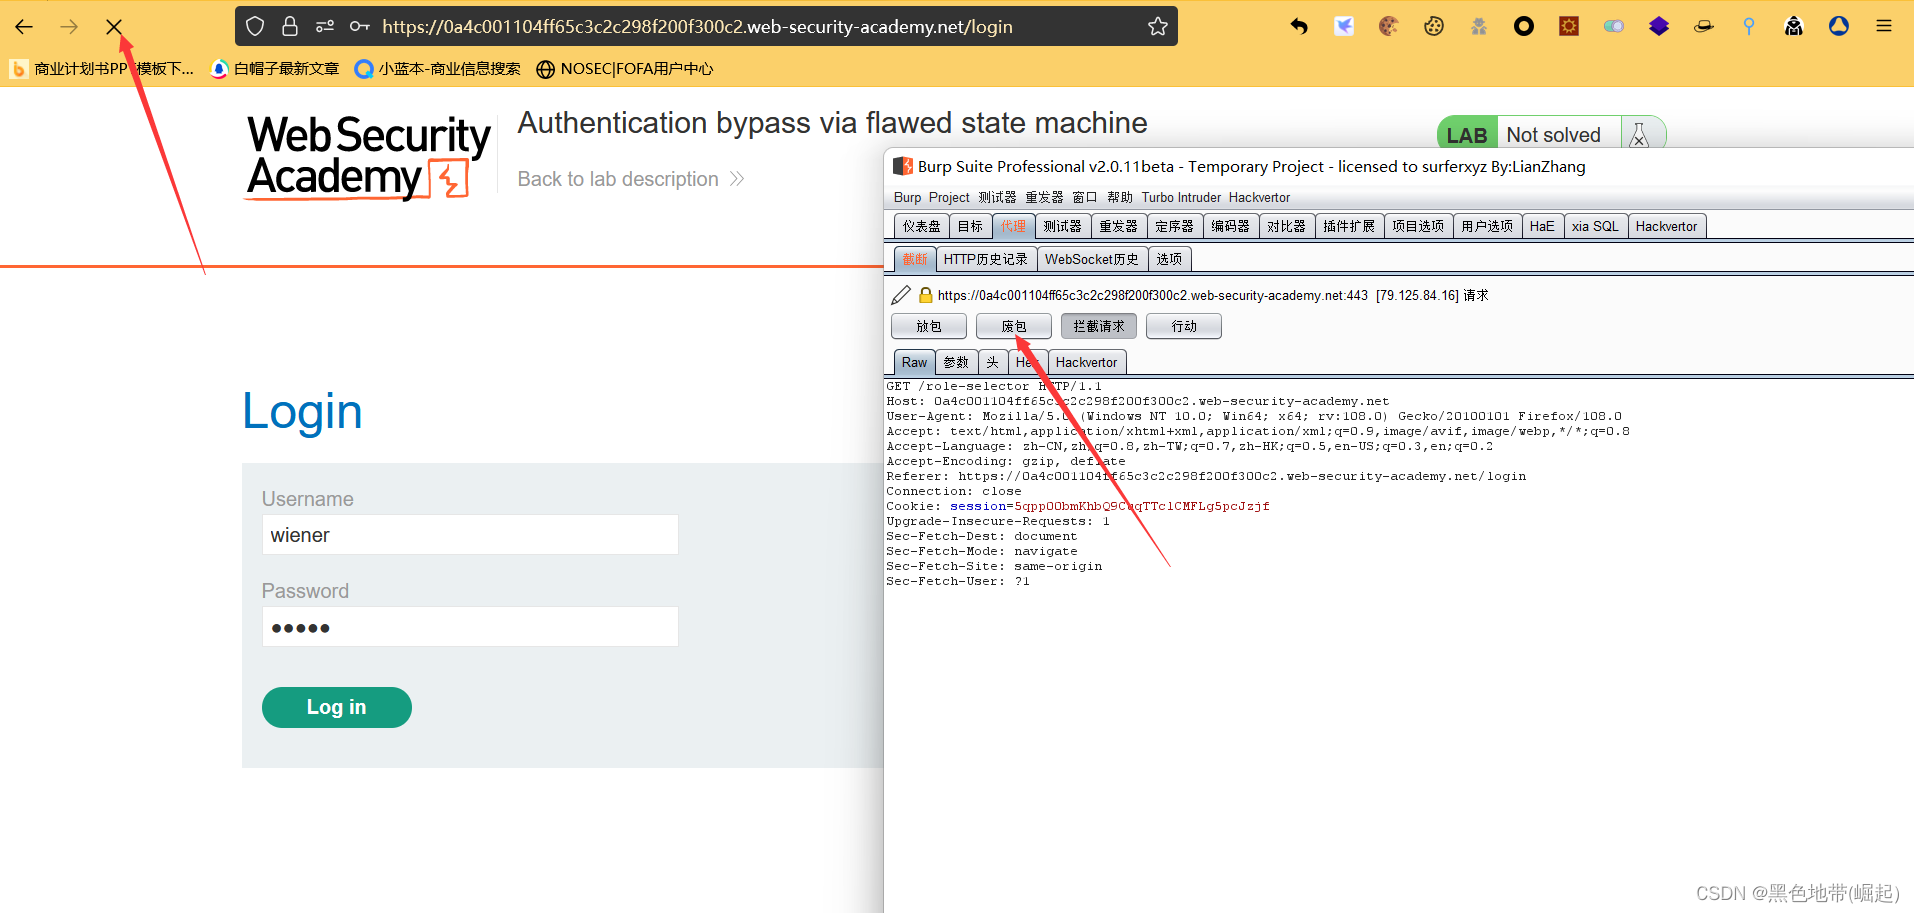 https://0a4c001104ff65c3c2c298f200f300c2.web-security-academy.net/login
商业计划书PPT模板下... 白帽子最新文章 小蓝本-商业信息搜索 NOSEC|FOFA用户中心
Web Security
Academy
Authentication bypass via flawed state machine
Back to lab description
LAB Not solved
Burp Suite Professional v2.0.11beta - Temporary Project - licensed to surferxyz By:LianZhang
Burp Project 测试器 重发器 窗口 帮助 Turbo Intruder Hackvertor
仪表盘 目标 代理 测试器 重发器 定序器 编码器 对比器 插件扩展 项目选项 用户选项 HaE xia SQL Hackvertor
截断 HTTP历史记录 WebSocket历史 选项
https://0a4c001104ff65c3c2c298f200f300c2.web-security-academy.net:443 [79.125.84.16] 请求
放包 废包 拦截请求 行动
Raw 参数 头 Hex Hackvertor
GET /role-selector HTTP/1.1
Host: 0a4c001104ff65c3c2c298f200f300c2.web-security-academy.net
User-Agent: Mozilla/5.0 (Windows NT 10.0; Win64; x64; rv:108.0) Gecko/20100101 Firefox/108.0
Accept: text/html,application/xhtml+xml,application/xml;q=0.9,image/avif,image/webp,*/*;q=0.8
Accept-Language: zh-CN,zh;q=0.8,zh-TW;q=0.7,zh-HK;q=0.5,en-US;q=0.3,en;q=0.2
Accept-Encoding: gzip, deflate
Referer: https://0a4c001104ff65c3c2c298f200f300c2.web-security-academy.net/login
Connection: close
Cookie:
Upgrade-Insecure-Requests: 1
Sec-Fetch-Dest: document
Sec-Fetch-Mode: navigate
Sec-Fetch-Site: same-origin
Sec-Fetch-User: ?1
Login
Username
wiener
Password
●●●●●
Log in
CSDN @黑色地带(崛起)